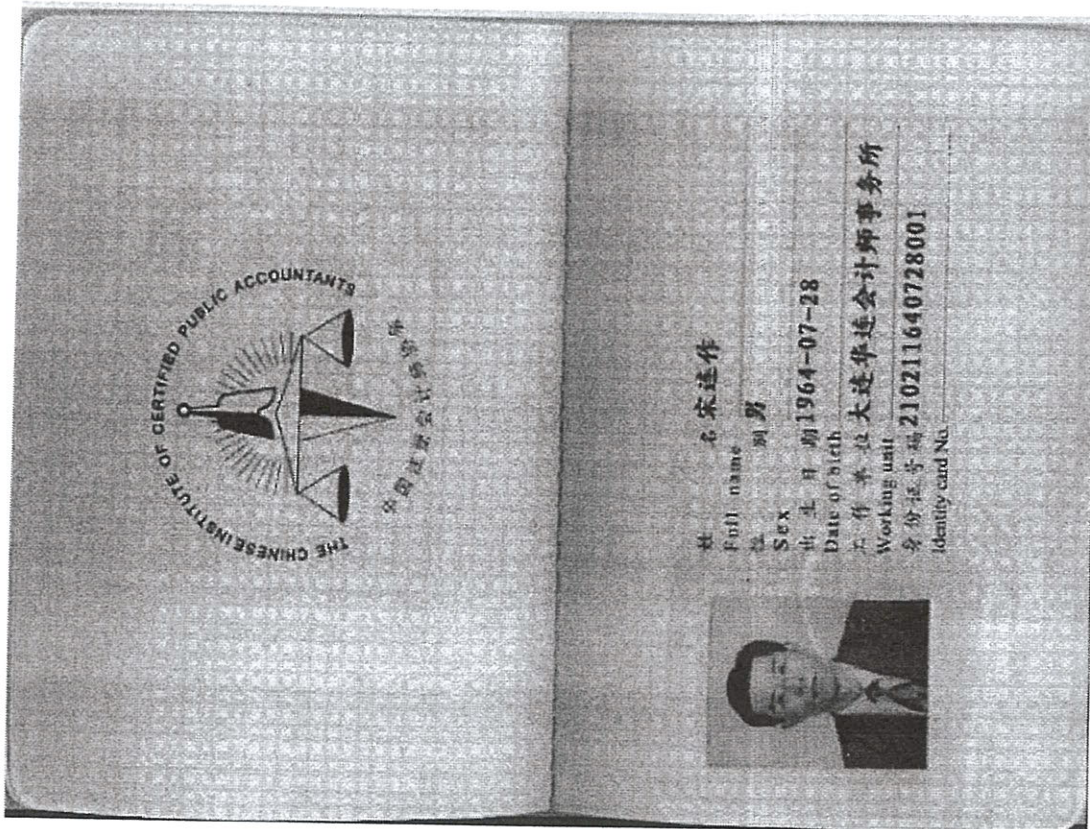 THE CHINESE INSTITUTE OF CERTIFIED PUBLIC ACCOUNTANTS
中国注册会计师协会
姓 名 宋连作
Full name
性 别 男
Sex
出 生 日 期 1964-07-28
Date of birth
工 作 单 位 大连华连会计师事务所
Working unit
身份证号码 210211640728001
Identity card No.